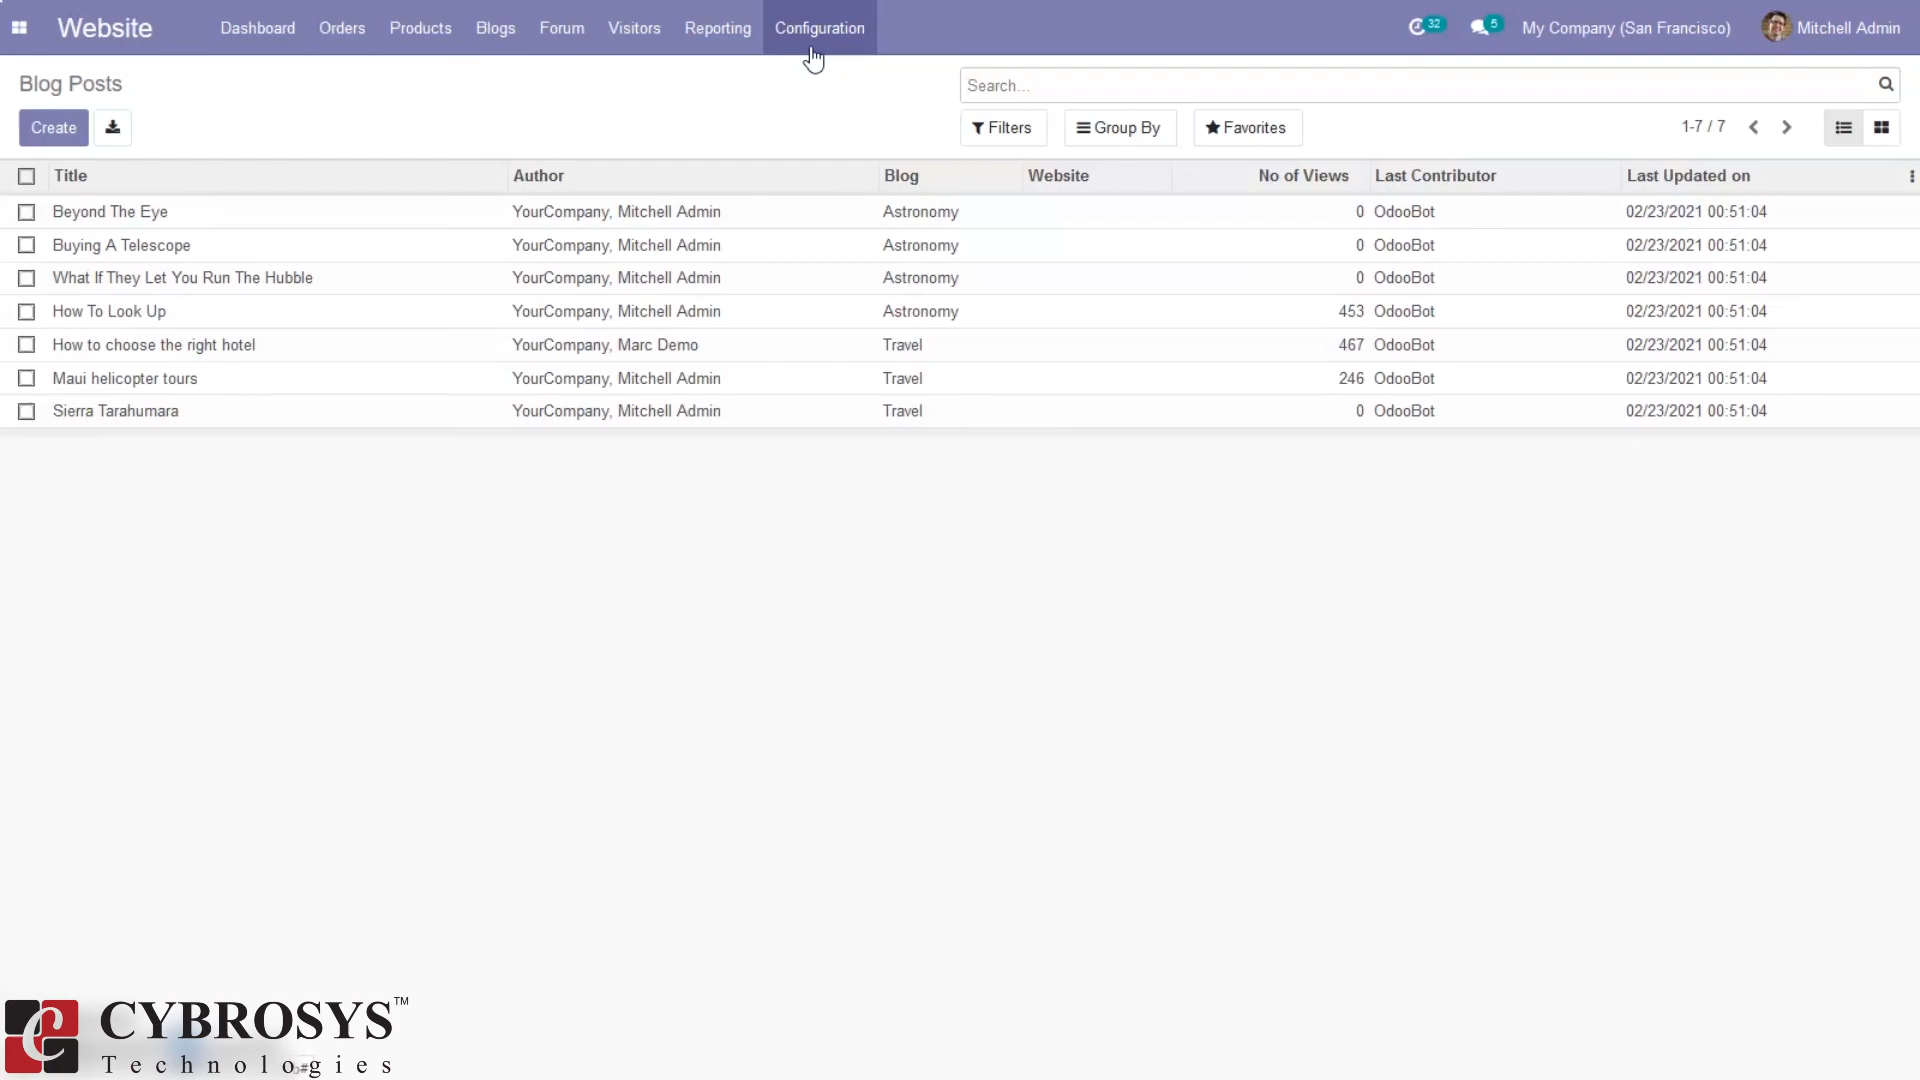 Website Dashboard Orders Products Blogs Forum Visitors Reporting Configuration 32 5 My Company (San Francisco) Mitchell Admin
Blog Posts Search...
Create Filters Group By Favorites 1-7 / 7
Title Author Blog Website No of Views Last Contributor Last Updated on
Beyond The Eye YourCompany, Mitchell Admin Astronomy 0 OdooBot 02/23/2021 00:51:04
Buying A Telescope YourCompany, Mitchell Admin Astronomy 0 OdooBot 02/23/2021 00:51:04
What If They Let You Run The Hubble YourCompany, Mitchell Admin Astronomy 0 OdooBot 02/23/2021 00:51:04
How To Look Up YourCompany, Mitchell Admin Astronomy 453 OdooBot 02/23/2021 00:51:04
How to choose the right hotel YourCompany, Marc Demo Travel 467 OdooBot 02/23/2021 00:51:04
Maui helicopter tours YourCompany, Mitchell Admin Travel 246 OdooBot 02/23/2021 00:51:04
Sierra Tarahumara YourCompany, Mitchell Admin Travel 0 OdooBot 02/23/2021 00:51:04
CYBROSYS™
Technologies